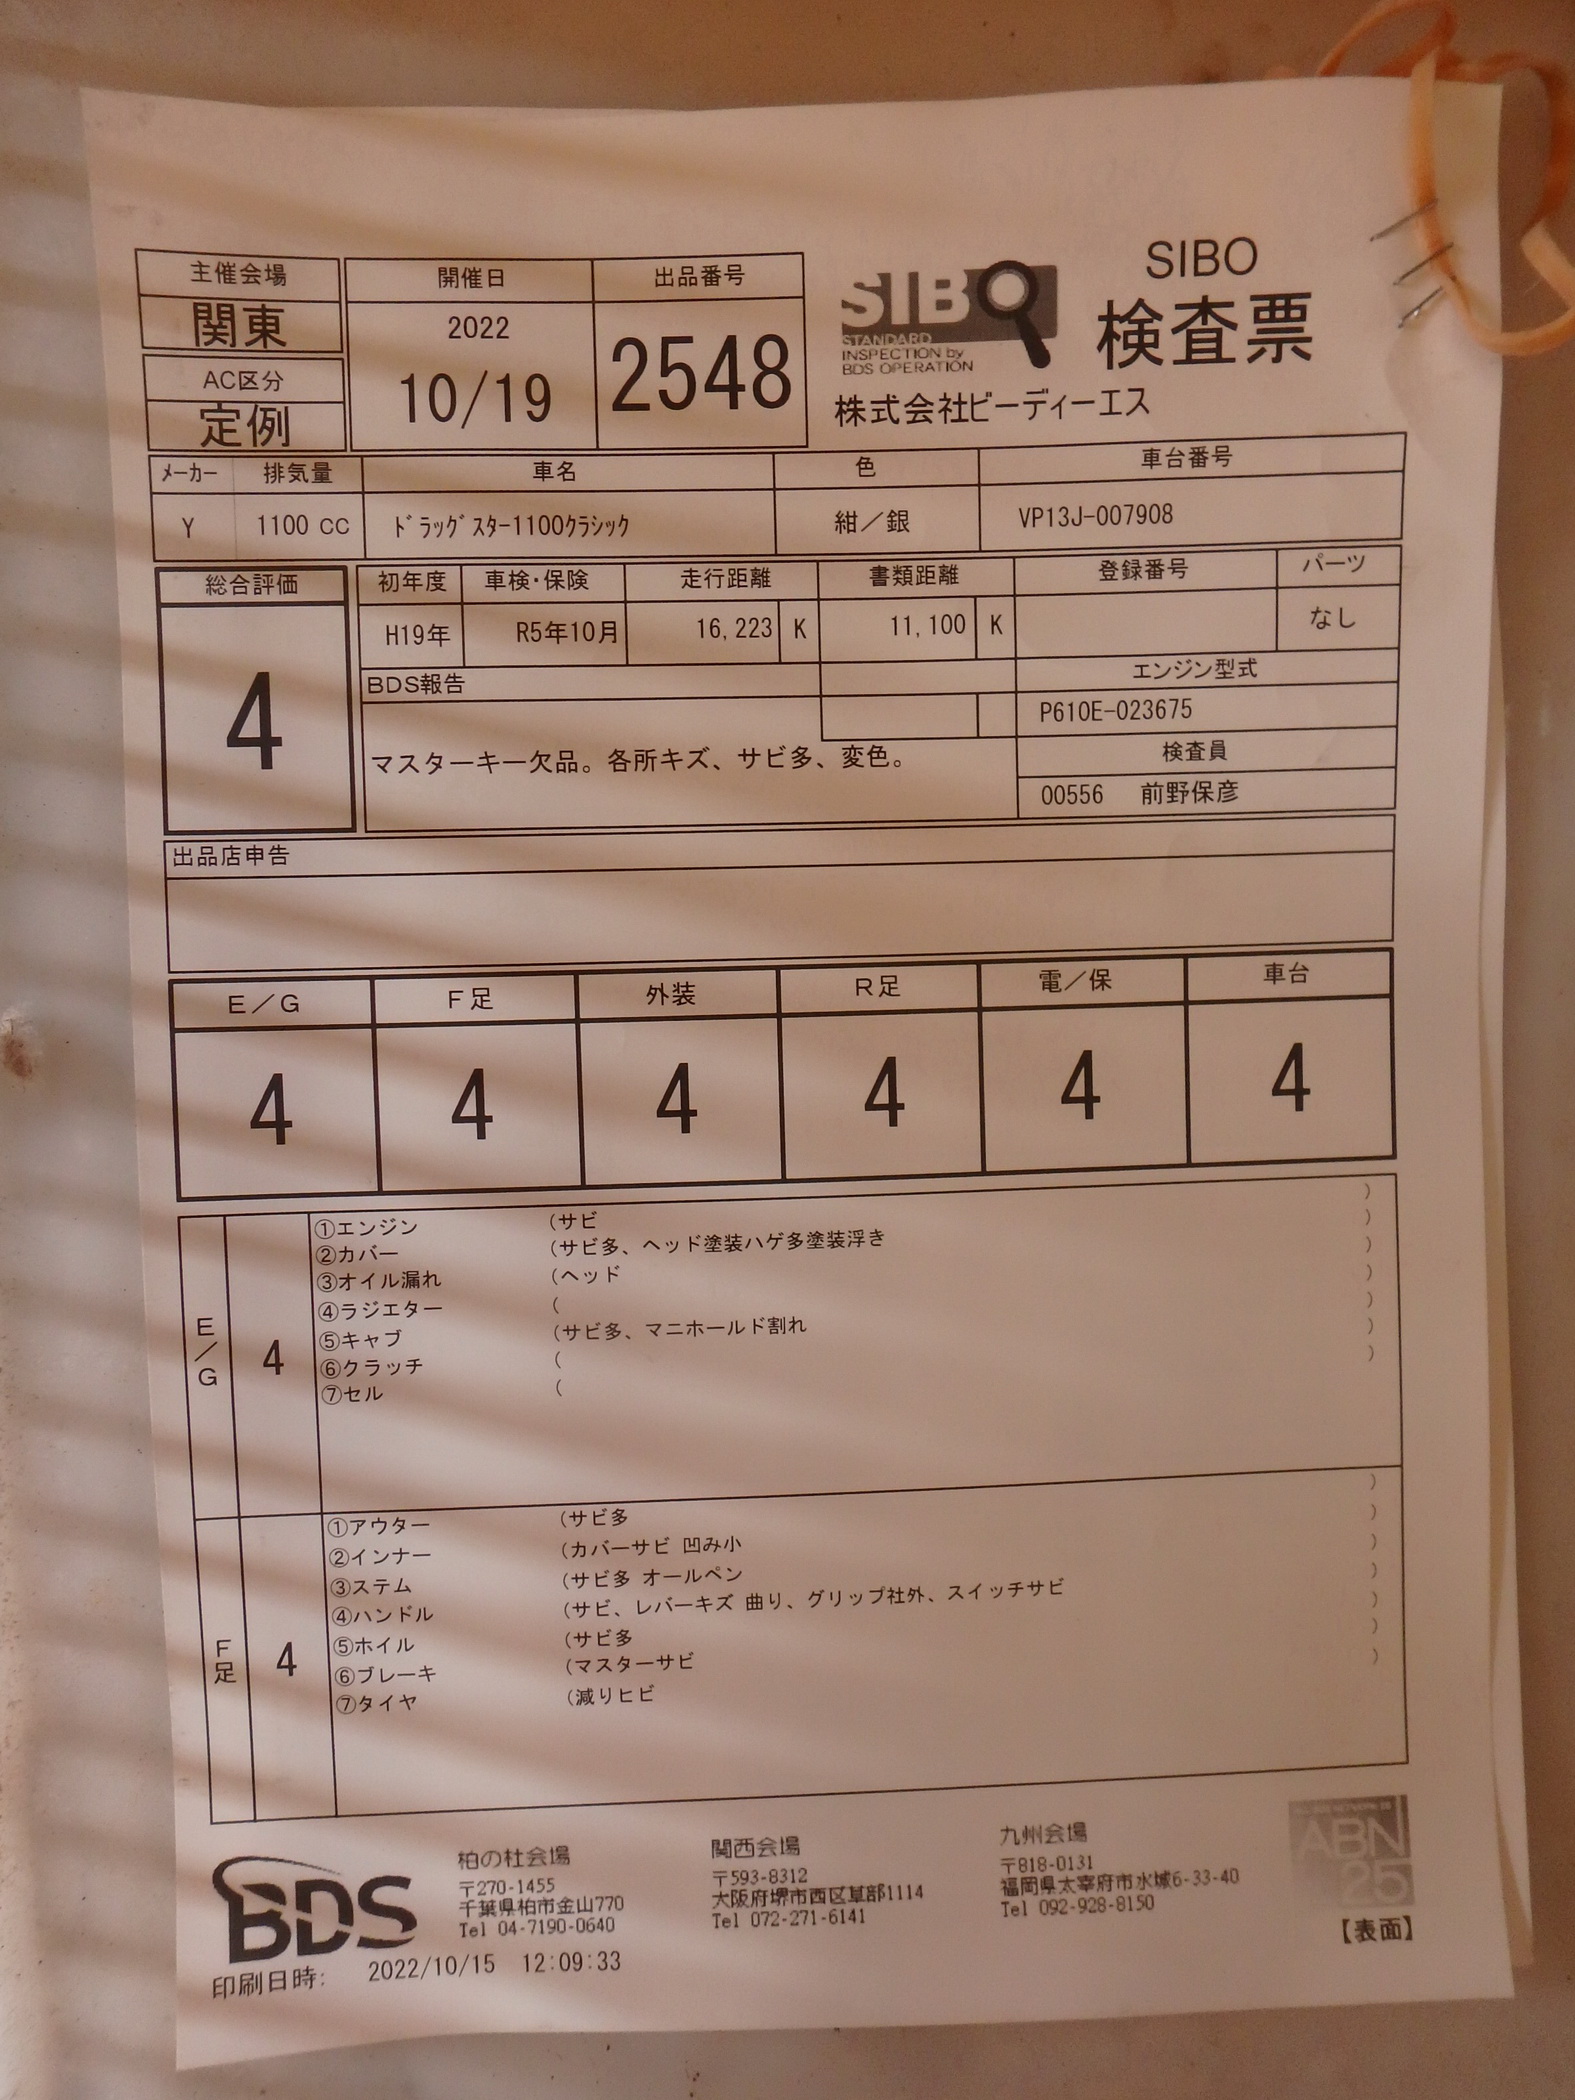 主催会場
関東
AC区分
定例
開催日
2022
10/19
出品番号
2548
SIBO
STANDARD
INSPECTION by
BDS OPERATION
SIBO
検査票
株式会社ビーディーエス
ﾒｰｶｰ 排気量 車名 色 車台番号
Y 1100 CC ﾄﾞﾗｯｸﾞｽﾀｰ1100ｸﾗｼｯｸ 紺／銀 VP13J-007908
総合評価
4
初年度 車検・保険 走行距離 書類距離 登録番号 パーツ
H19年 R5年10月 16,223 K 11,100 K なし
BDS報告
マスターキー欠品。各所キズ、サビ多、変色。
エンジン型式
P610E-023675
検査員
00556 前野保彦
出品店申告
E／G F足 外装 R足 電／保 車台
4 4 4 4 4 4
E／G
4
①エンジン (サビ )
②カバー (サビ多、ヘッド塗装ハゲ多塗装浮き )
③オイル漏れ (ヘッド )
④ラジエター ( )
⑤キャブ (サビ多、マニホールド割れ )
⑥クラッチ ( )
⑦セル ( )
F足
4
①アウター (サビ多 )
②インナー (カバーサビ 凹み小 )
③ステム (サビ多 オールペン )
④ハンドル (サビ、レバーキズ 曲り、グリップ社外、スイッチサビ )
⑤ホイル (サビ多 )
⑥ブレーキ (マスターサビ )
⑦タイヤ (減りヒビ )
BDS
柏の杜会場
〒270-1455
千葉県柏市金山770
Tel 04-7190-0640
関西会場
〒593-8312
大阪府堺市西区草部1114
Tel 072-271-6141
九州会場
〒818-0131
福岡県太宰府市水城6-33-40
Tel 092-928-8150
ABN
25
【表面】
印刷日時: 2022/10/15 12:09:33